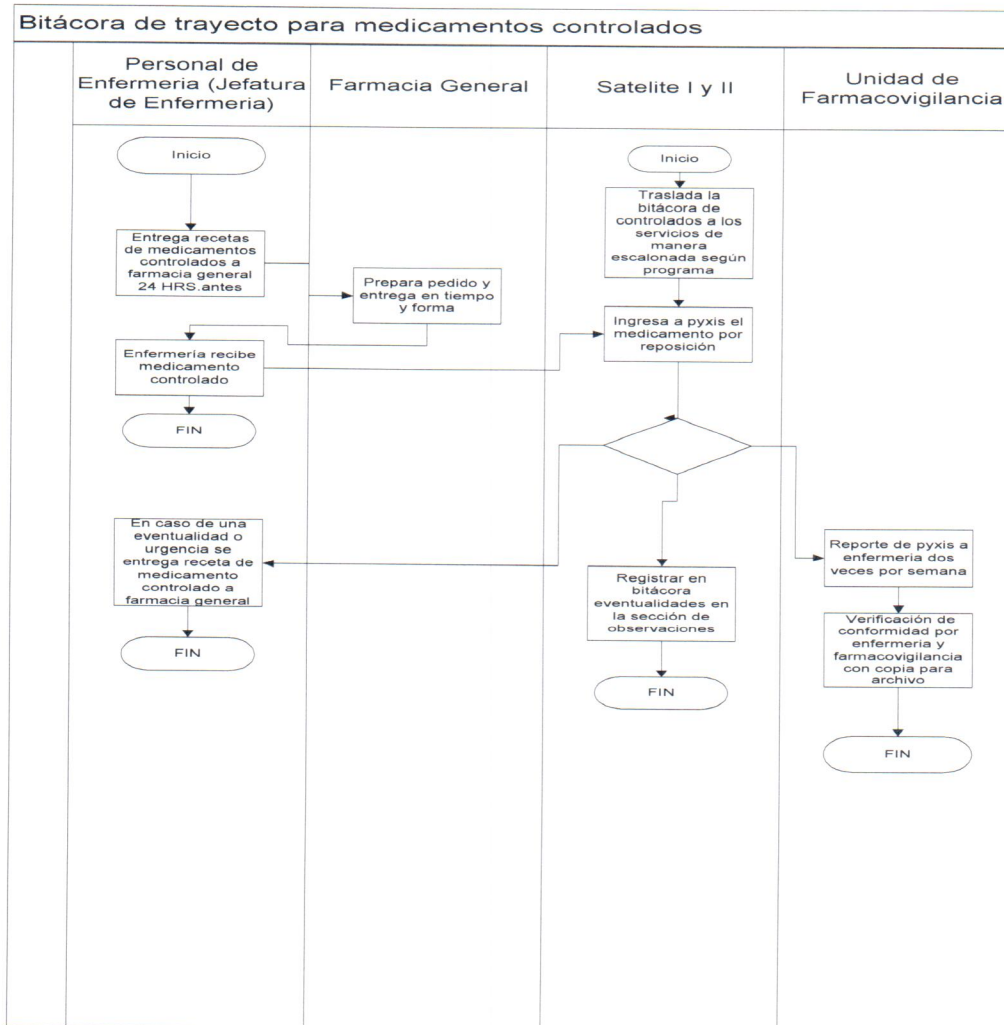 Bitácora de trayecto para medicamentos controlados
Personal de
Enfermeria (Jefatura
de Enfermeria)
Farmacia General
Satelite I y II
Unidad de
Farmacovigilancia
Inicio
Entrega recetas
de medicamentos
controlados a
farmacia general
24 HRS.antes
Prepara pedido y
entrega en tiempo
y forma
Enfermería recibe
medicamento
controlado
FIN
En caso de una
eventualidad o
urgencia se
entrega receta de
medicamento
controlado a
farmacia general
FIN
Inicio
Traslada la
bitácora de
controlados a los
servicios de
manera
escalonada según
programa
Ingresa a pyxis el
medicamento por
reposición
Registrar en
bitácora
eventualidades en
la sección de
observaciones
FIN
Reporte de pyxis a
enfermeria dos
veces por semana
Verificación de
conformidad por
enfermeria y
farmacovigilancia
con copia para
archivo
FIN